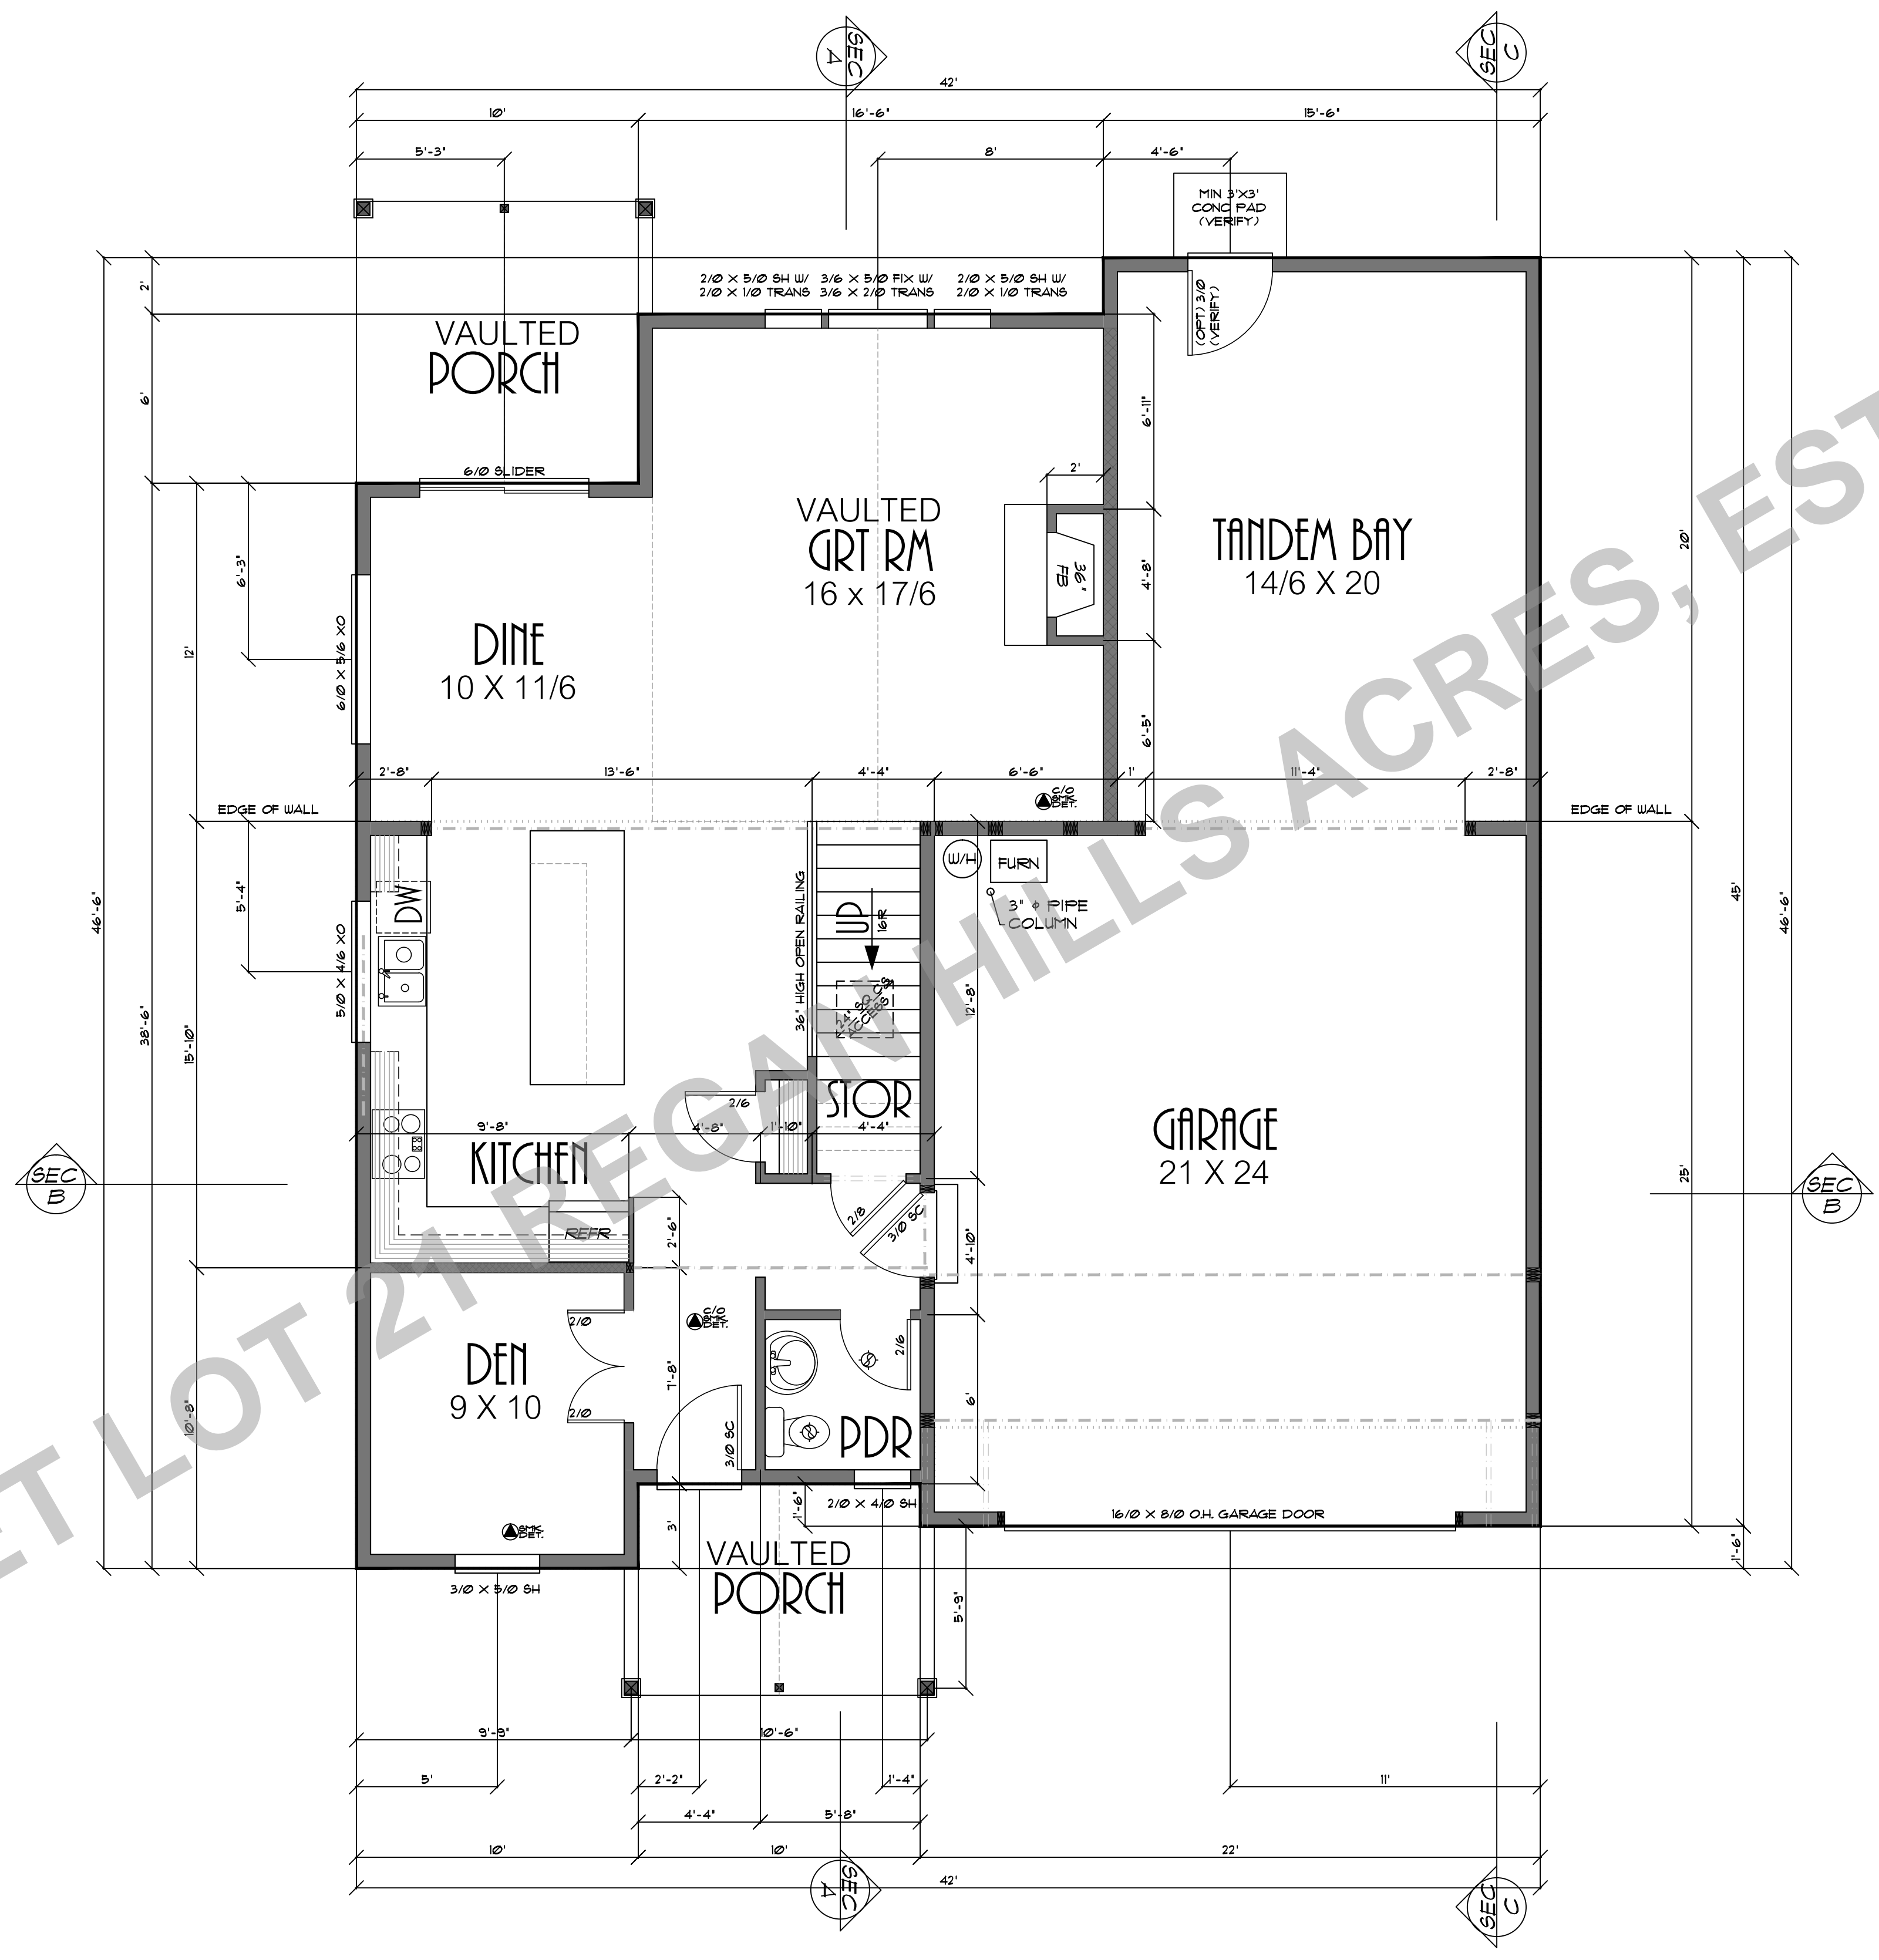 SEC
A
SEC
C
42'
10'
16'-6"
15'-6"
5'-3"
8'
4'-6"
MIN 3'X3'
CONC PAD
(VERIFY)
2/0 X 5/0 SH W/
2/0 X 1/0 TRANS
3/6 X 5/0 FIX W/
3/6 X 2/0 TRANS
2/0 X 5/0 SH W/
2/0 X 1/0 TRANS
(OPT) 3/0
(VERIFY)
2'
6'
VAULTED
PORCH
6'-11"
6/0 SLIDER
2'
VAULTED
GRT RM
16 x 17/6
TANDEM BAY
14/6 X 20
20'
36"
FB
4'-8"
6'-3"
12'
6/0 X 5/6 XO
DINE
10 X 11/6
6'-5"
2'-8"
13'-6"
4'-4"
6'-6"
1'
11'-4"
2'-8"
C/O
SMK
DET.
EDGE OF WALL
EDGE OF WALL
W/H
FURN
3" ϕ PIPE
COLUMN
DW
UP
16R
36" HIGH OPEN RAILING
5'-4"
46'-6"
45'
46'-6"
5/0 X 4/6 XO
38'-6"
15'-10"
24" SQ CS
ACCESS
12'-8"
STOR
2/6
9'-8"
4'-8"
1'-10"
4'-4"
KITCHEN
GARAGE
21 X 24
25'
SEC
B
SEC
B
2/8
3/0 SC
REFR
2'-6"
4'-10"
C/O
SMK
DET.
2/0
2/6
DEN
9 X 10
7'-8"
6'
2/0
10'-8"
3/0 SC
PDR
SMK
DET.
1'-6"
2/0 X 4/0 SH
16/0 X 8/0 O.H. GARAGE DOOR
3'
1'-6"
VAULTED
PORCH
3/0 X 5/0 SH
5'-9"
9'-9"
10'-6"
5'
2'-2"
1'-4"
11'
4'-4"
5'-8"
10'
10'
22'
42'
SEC
A
SEC
C
ET LOT 21 REGAN HILLS ACRES, EST